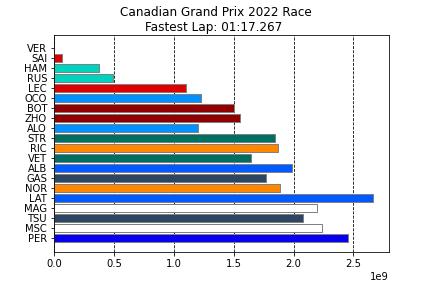 Canadian Grand Prix 2022 Race
Fastest Lap: 01:17.267
VER
SAI
HAM
RUS
LEC
OCO
BOT
ZHO
ALO
STR
RIC
VET
ALB
GAS
NOR
LAT
MAG
TSU
MSC
PER
0.0 0.5 1.0 1.5 2.0 2.5
1e9